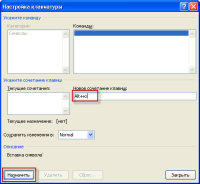 Настройка клавиатуры
Укажите команду
Категории:
Команды:
Символы
Укажите сочетание клавиш
Текущие сочетания:
Новое сочетание клавиш:
Alt+ю
Текущее назначение: [нет]
Сохранить изменения в:
Normal
Описание
Вставка символа
Назначить
Удалить
Сброс...
Закрыть